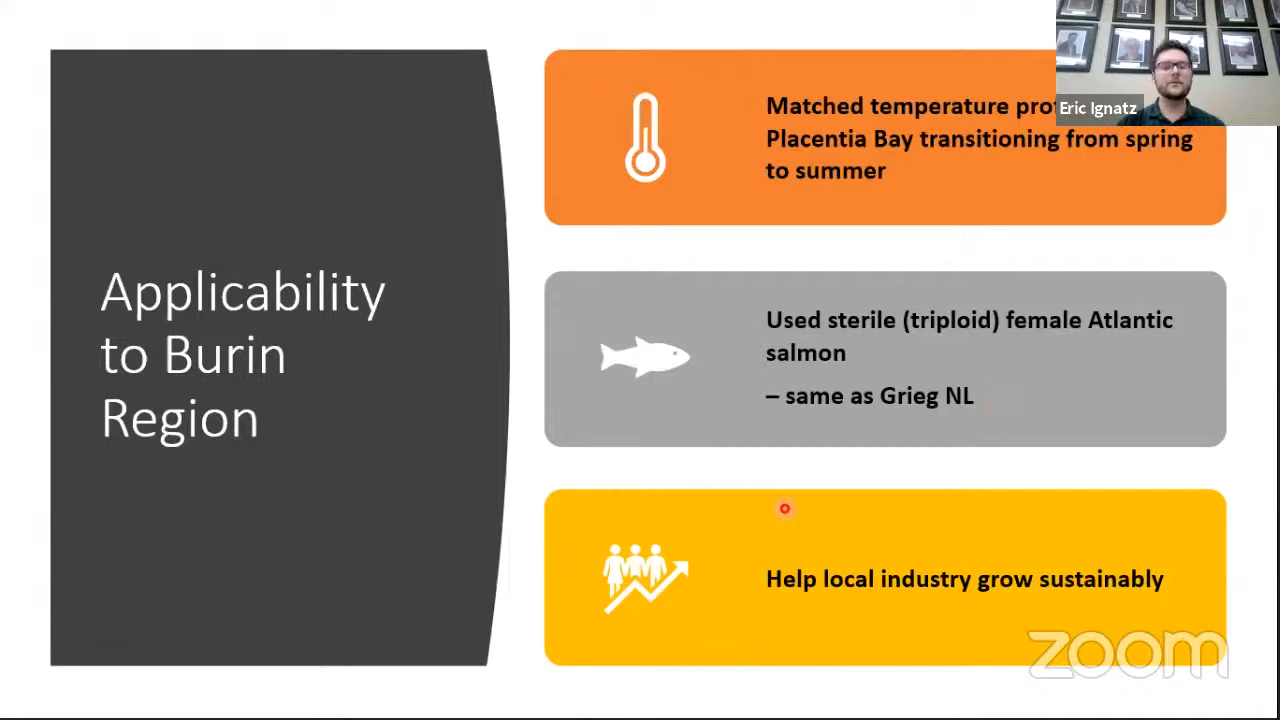 Applicability
to Burin
Region
Matched temperature
Placentia Bay transitioning from spring
to summer
Used sterile (triploid) female Atlantic
salmon
– same as Grieg NL
Help local industry grow sustainably
Eric Ignatz
zoom